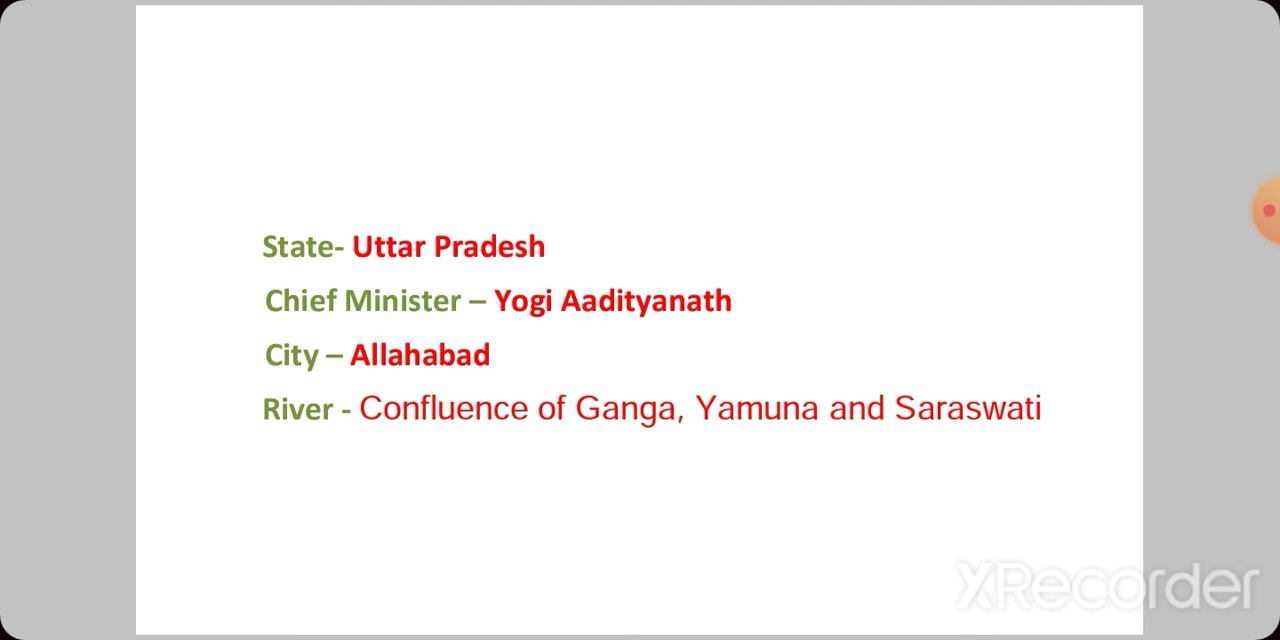 State- Uttar Pradesh
Chief Minister – Yogi Aadityanath
City – Allahabad
River - Confluence of Ganga, Yamuna and Saraswati
XRecorder